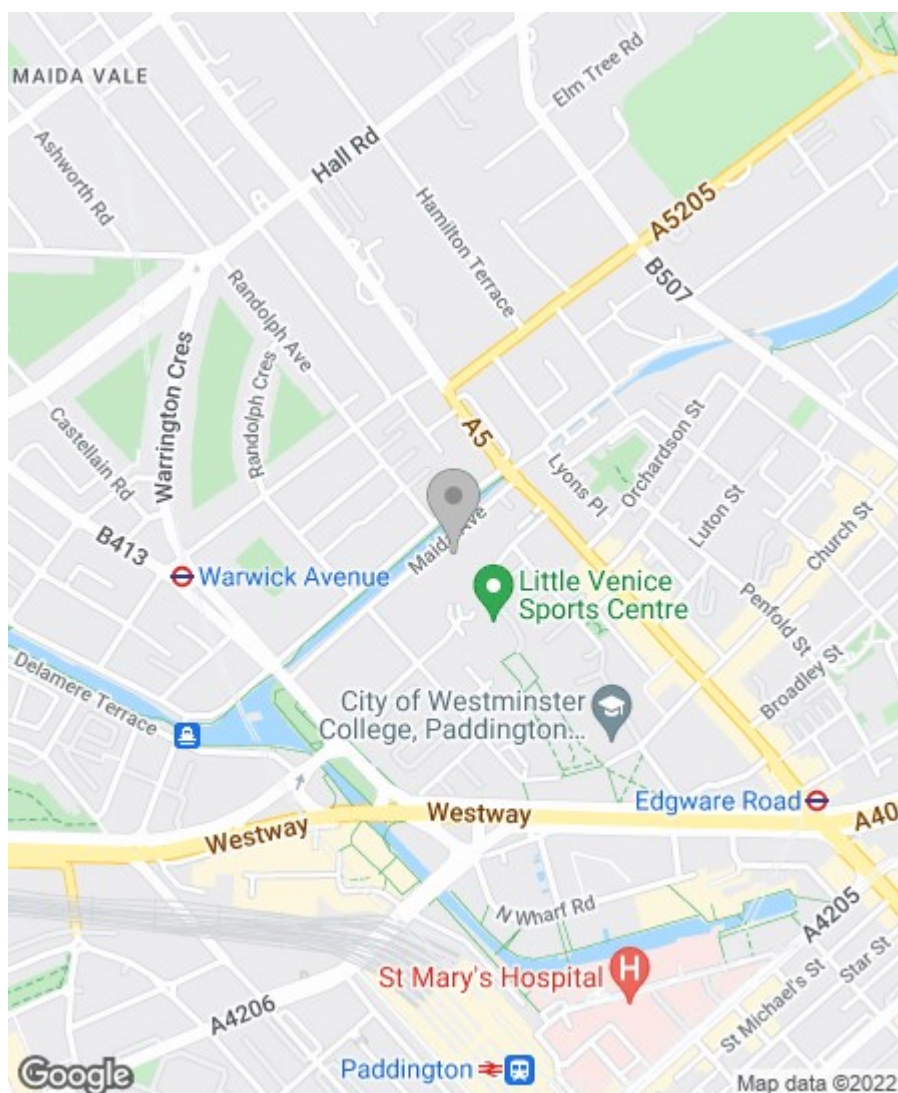 MAIDA VALE
Elm Tree Rd
Ashworth Rd
Hall Rd
Hamilton Terrace
A5205
B507
Randolph Ave
Warrington Cres
Randolph Cres
Castellain Rd
A5
Lyons Pl
Orchardson St
Luton St
Church St
B413
Maida Ave
Warwick Avenue
Little Venice
Sports Centre
Penfold St
Broadley St
Delamere Terrace
City of Westminster
College, Paddington...
Edgware Road
Westway
Westway
A40
N Wharf Rd
A4205
Star St
St Mary's Hospital
H
St Michael's St
A4206
Paddington
Google
Map data ©2022